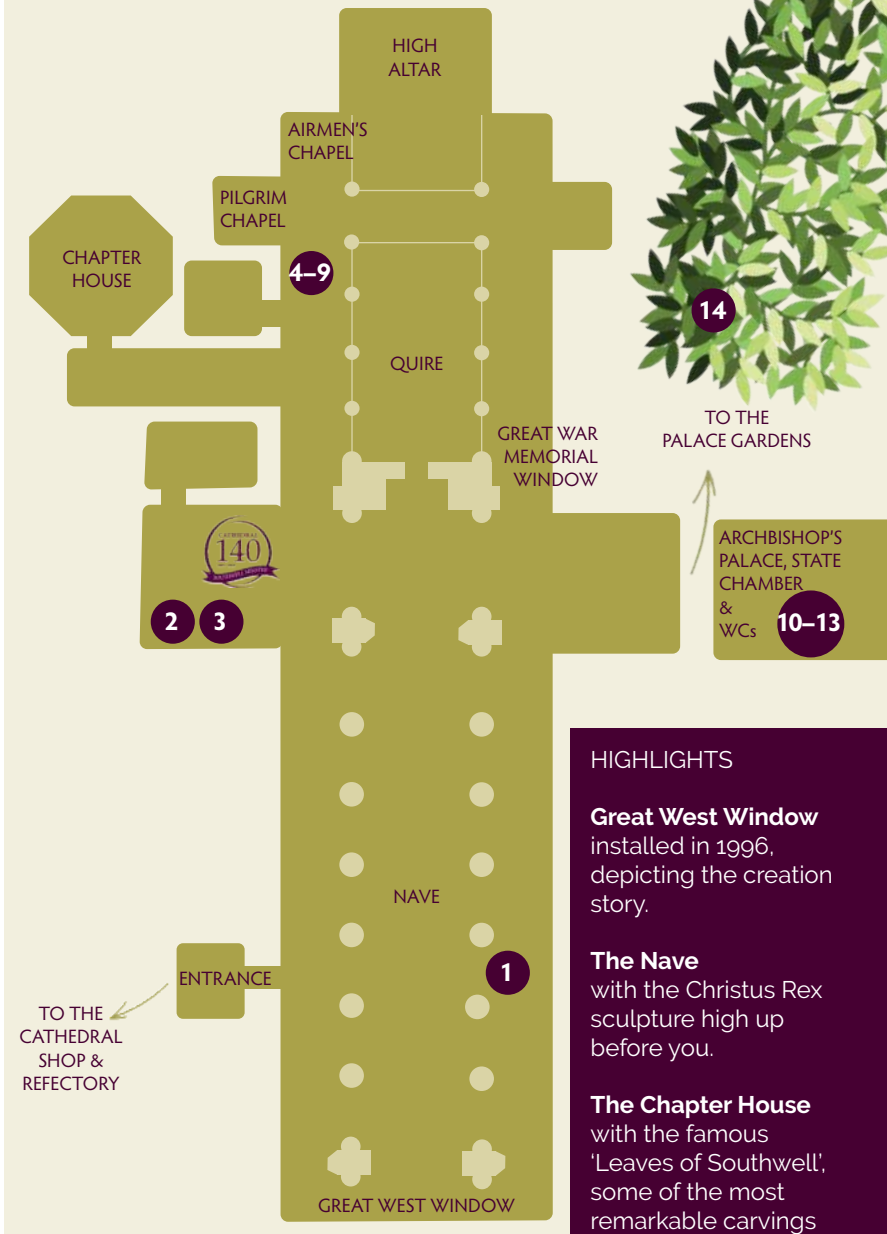 HIGH
ALTAR
AIRMEN'S
CHAPEL
PILGRIM
CHAPEL
CHAPTER
HOUSE
4–9
14
QUIRE
TO THE
PALACE GARDENS
GREAT WAR
MEMORIAL
WINDOW
CATHEDRAL
140
SOUTHWELL MINSTER
ARCHBISHOP'S
PALACE, STATE
CHAMBER
&
WCs
10–13
2
3
NAVE
1
ENTRANCE
TO THE
CATHEDRAL
SHOP &
REFECTORY
GREAT WEST WINDOW
HIGHLIGHTS
Great West Window
installed in 1996,
depicting the creation
story.
The Nave
with the Christus Rex
sculpture high up
before you.
The Chapter House
with the famous
‘Leaves of Southwell’,
some of the most
remarkable carvings